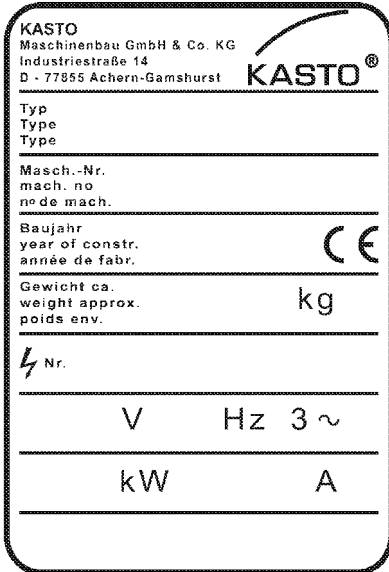 KASTO
Maschinenbau GmbH & Co. KG
Industriestraße 14
D - 77855 Achern-Gamshurst
KASTO®
Typ
Type
Type
Masch.-Nr.
mach. no
nº de mach.
Baujahr
year of constr.
année de fabr.
CE
Gewicht ca.
weight approx.
poids env.
kg
Nr.
V Hz 3 ~
kW A